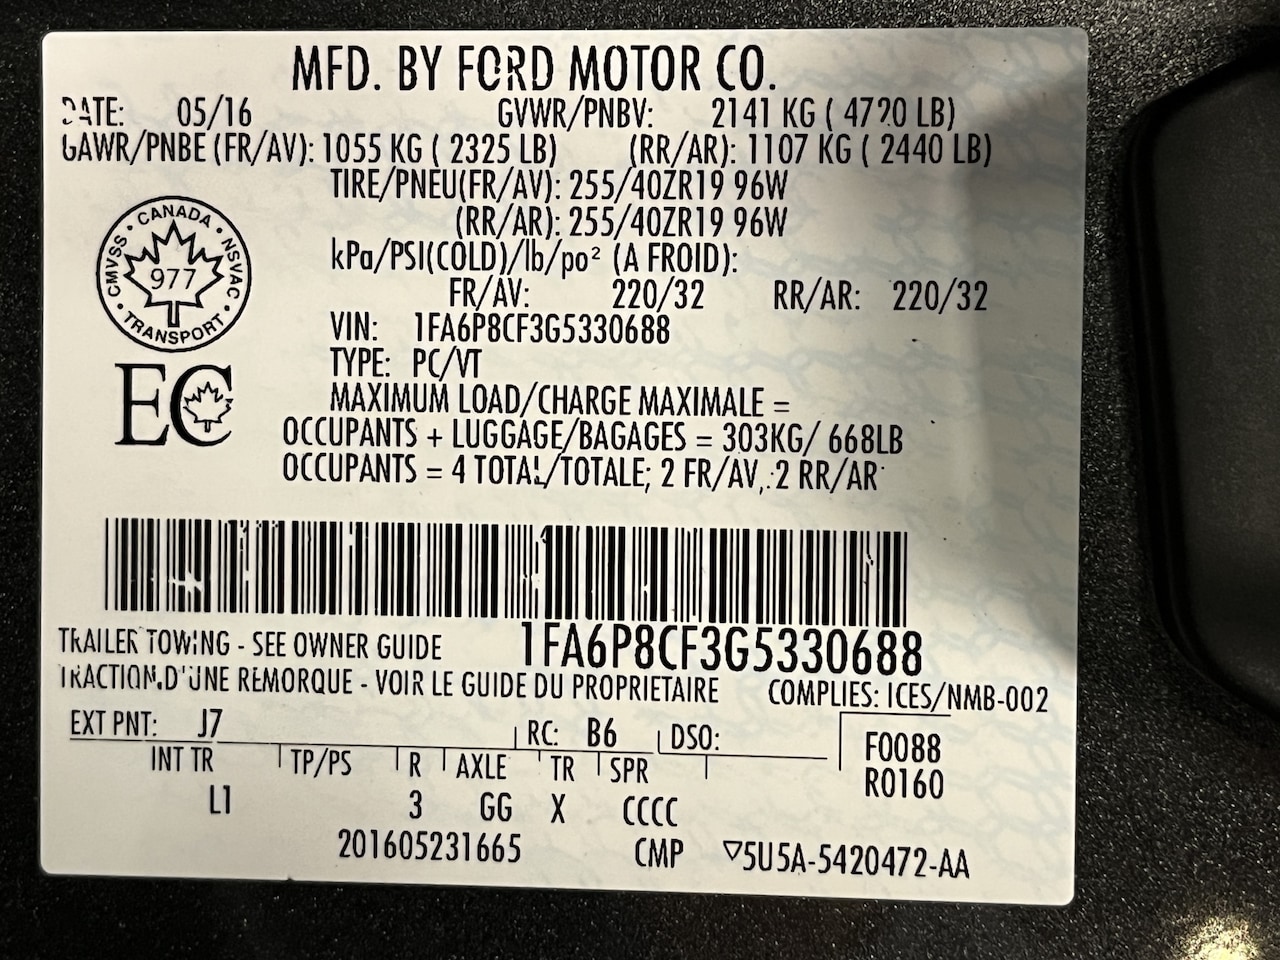 MFD. BY FORD MOTOR CO.
DATE: 05/16 GVWR/PNBV: 2141 KG ( 4720 LB)
GAWR/PNBE (FR/AV): 1055 KG ( 2325 LB) (RR/AR): 1107 KG ( 2440 LB)
TIRE/PNEU(FR/AV): 255/40ZR19 96W
(RR/AR): 255/40ZR19 96W
kPa/PSI(COLD)/lb/po² (A FROID):
FR/AV: 220/32 RR/AR: 220/32
CANADA
CMVSS · 977 · NSVAC
TRANSPORT
VIN: 1FA6P8CF3G5330688
TYPE: PC/VT
EC
MAXIMUM LOAD/CHARGE MAXIMALE =
OCCUPANTS + LUGGAGE/BAGAGES = 303KG/ 668LB
OCCUPANTS = 4 TOTAL/TOTALE; 2 FR/AV, 2 RR/AR
TRAILER TOWING - SEE OWNER GUIDE 1FA6P8CF3G5330688
TRACTION D'UNE REMORQUE - VOIR LE GUIDE DU PROPRIETAIRE COMPLIES: ICES/NMB-002
EXT PNT: J7 RC: B6 DSO: F0088
INT TR TP/PS R AXLE TR SPR R0160
L1 3 GG X CCCC
201605231665 CMP ▽5U5A-5420472-AA